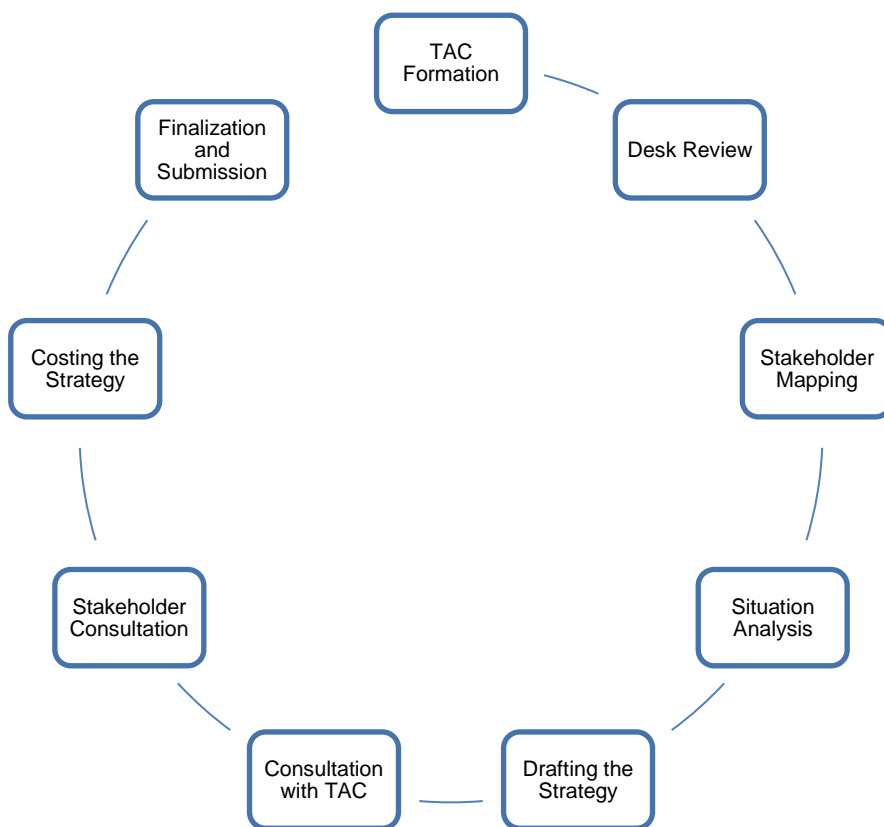 TAC
Formation
Desk Review
Stakeholder
Mapping
Situation
Analysis
Drafting the
Strategy
Consultation
with TAC
Stakeholder
Consultation
Costing the
Strategy
Finalization
and
Submission